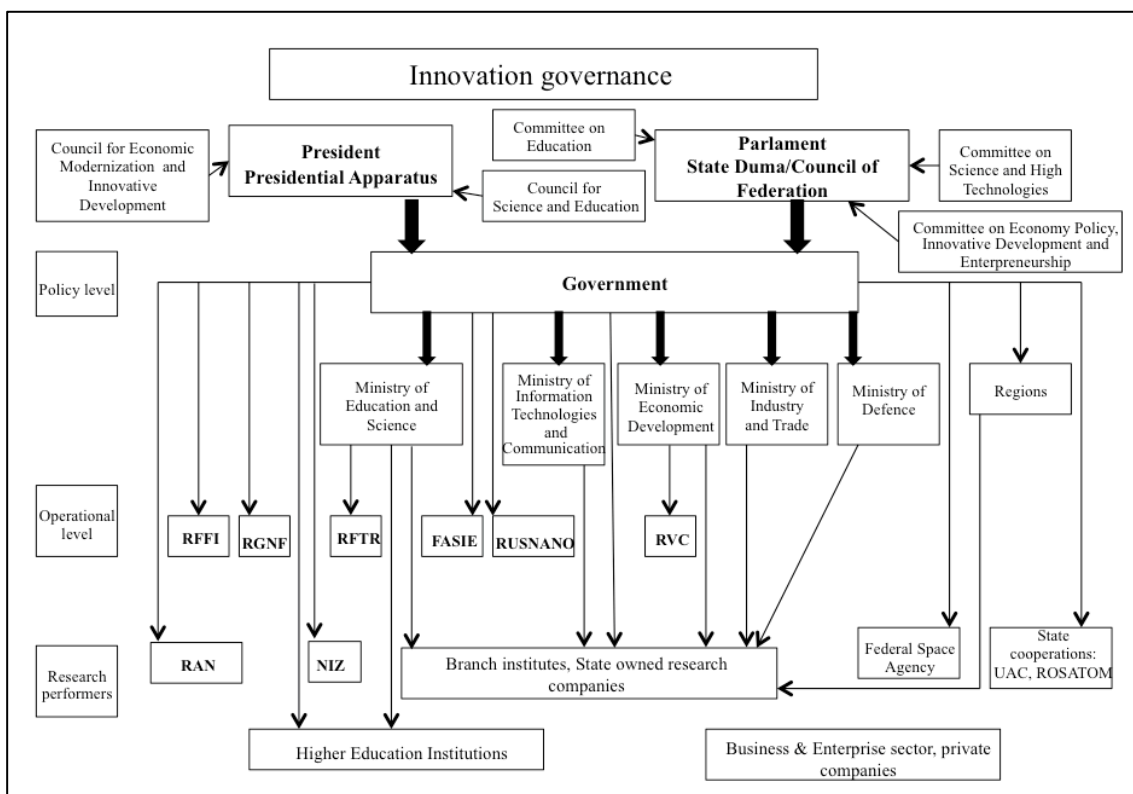 Innovation governance
Council for Economic
Modernization and
Innovative
Development
President
Presidential Apparatus
Committee on
Education
Council for
Science and Education
Parlament
State Duma/Council of
Federation
Committee on
Science and High
Technologies
Committee on Economy Policy,
Innovative Development and
Enterpreneurship
Policy level
Government
Ministry of
Education and
Science
Ministry of
Information
Technologies
and
Communication
Ministry of
Economic
Development
Ministry of
Industry
and Trade
Ministry of
Defence
Regions
Operational
level
RFFI
RGNF
RFTR
FASIE
RUSNANO
RVC
Research
performers
RAN
NIZ
Branch institutes, State owned research
companies
Federal Space
Agency
State
cooperations:
UAC, ROSATOM
Higher Education Institutions
Business & Enterprise sector, private
companies